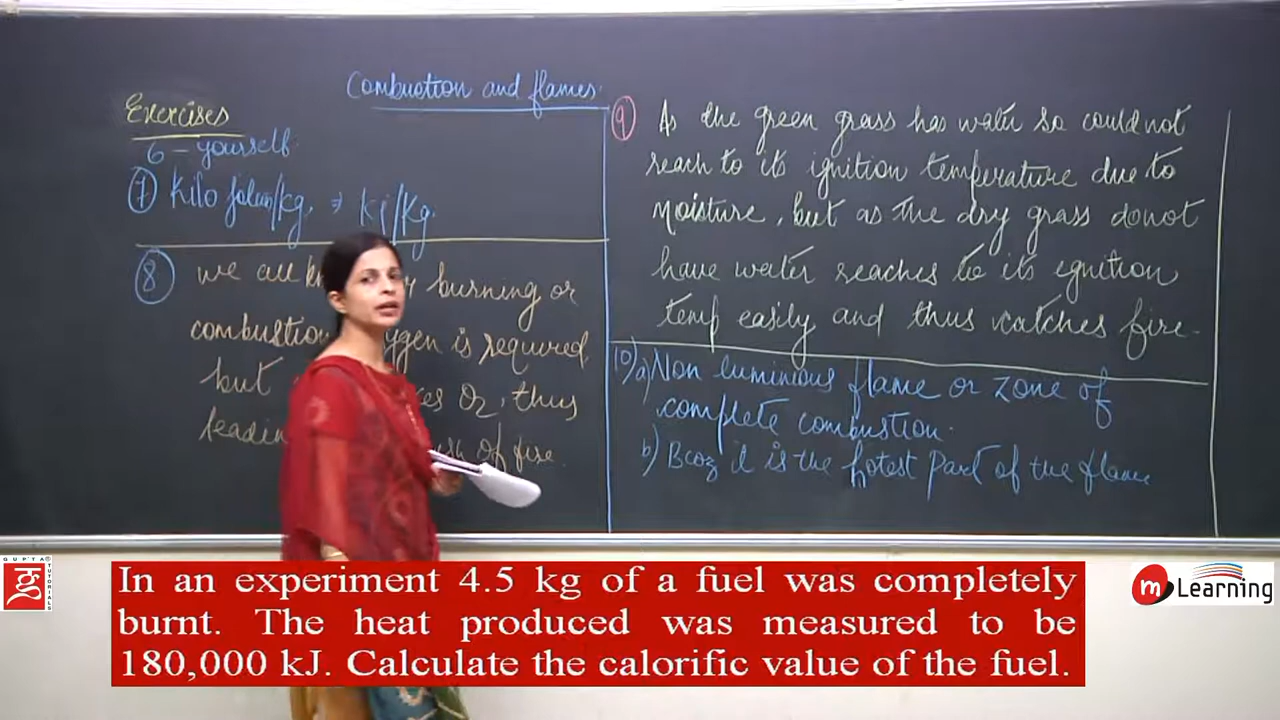 Combustion and flames.
Exercises
6 - yourself
7 Kilo joles/kg. ⇒ kj/kg.
8 we all burning or
combustion is required
but O2, thus
of fire.
9 As the green grass has water so could not
reach to its ignition temperature due to
moisture, but as the dry grass donot
have water reaches to its egnition
temp easily and thus catches fire.
10) a) Non luminious flame or zone of
complete combustion.
b) Bcoz it is the hotest part of the flame
In an experiment 4.5 kg of a fuel was completely
burnt. The heat produced was measured to be
180,000 kJ. Calculate the calorific value of the fuel.
GUPTA
TUTORIALS
m Learning